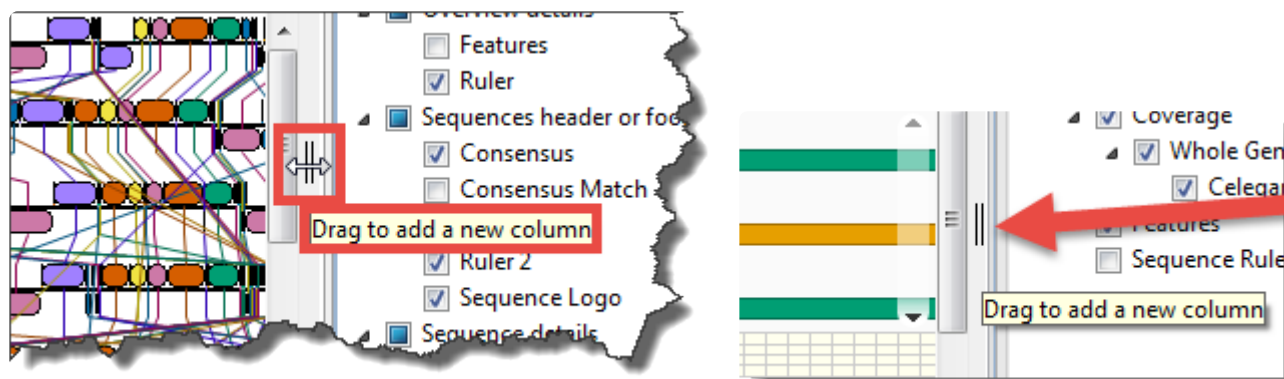 Overview details
Features
Ruler
Sequences header or foo
Consensus
Consensus Match
Drag to add a new column
Ruler 2
Sequence Logo
Sequence details
Coverage
Whole Gen
Celegan
Features
Sequence Rule
Drag to add a new column